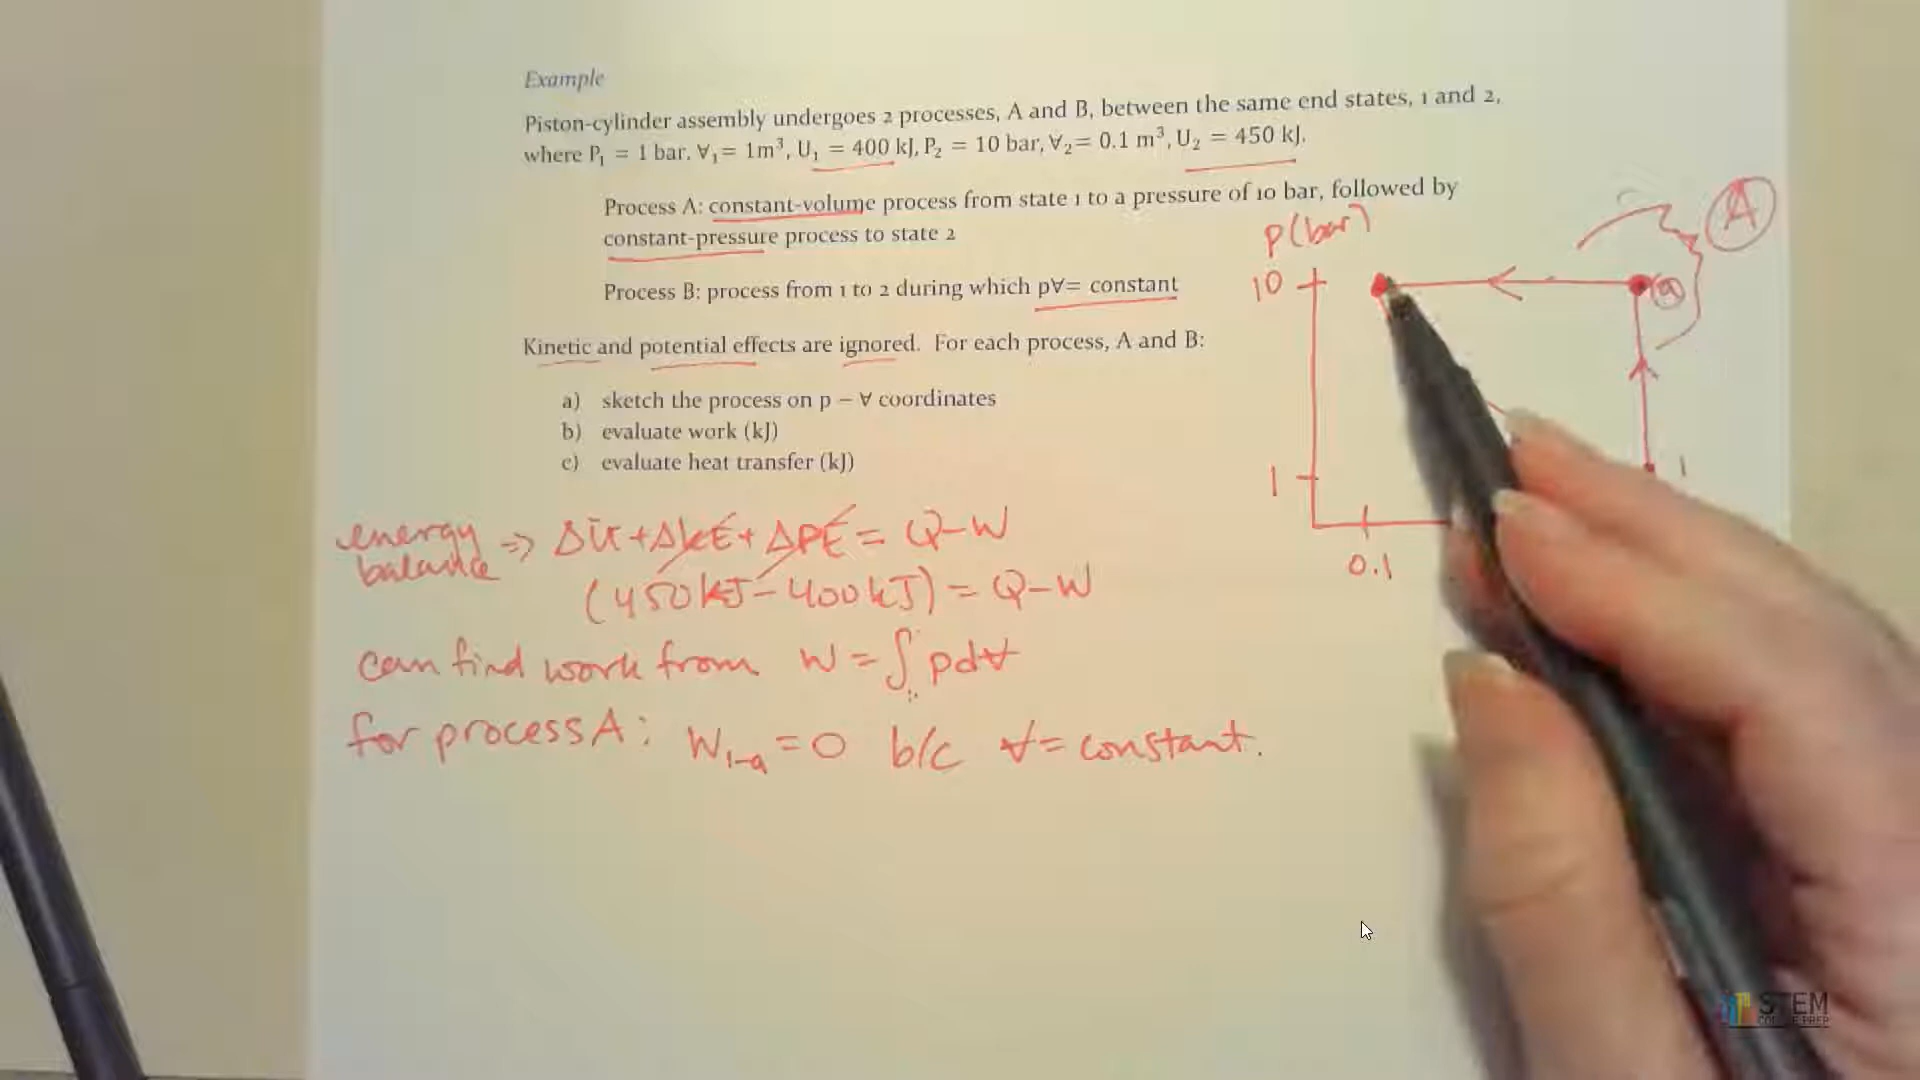 Example
Piston-cylinder assembly undergoes 2 processes, A and B, between the same end states, 1 and 2,
where P₁ = 1 bar, ∀₁= 1m³, U₁ = 400 kJ, P₂ = 10 bar, ∀₂= 0.1 m³, U₂ = 450 kJ.
Process A: constant-volume process from state 1 to a pressure of 10 bar, followed by
constant-pressure process to state 2
Process B: process from 1 to 2 during which p∀= constant
Kinetic and potential effects are ignored. For each process, A and B:
a) sketch the process on p – ∀ coordinates
b) evaluate work (kJ)
c) evaluate heat transfer (kJ)
A
p(bar)
10
a
1
1
0.1
energy balance => ΔU + ΔKE + ΔPE = Q-W
(450kJ - 400kJ) = Q-W
can find work from W = ∫ pd∀
for process A: W₁₋ₐ = 0 b/c ∀ = constant.
STEM
COLLEGE PREP